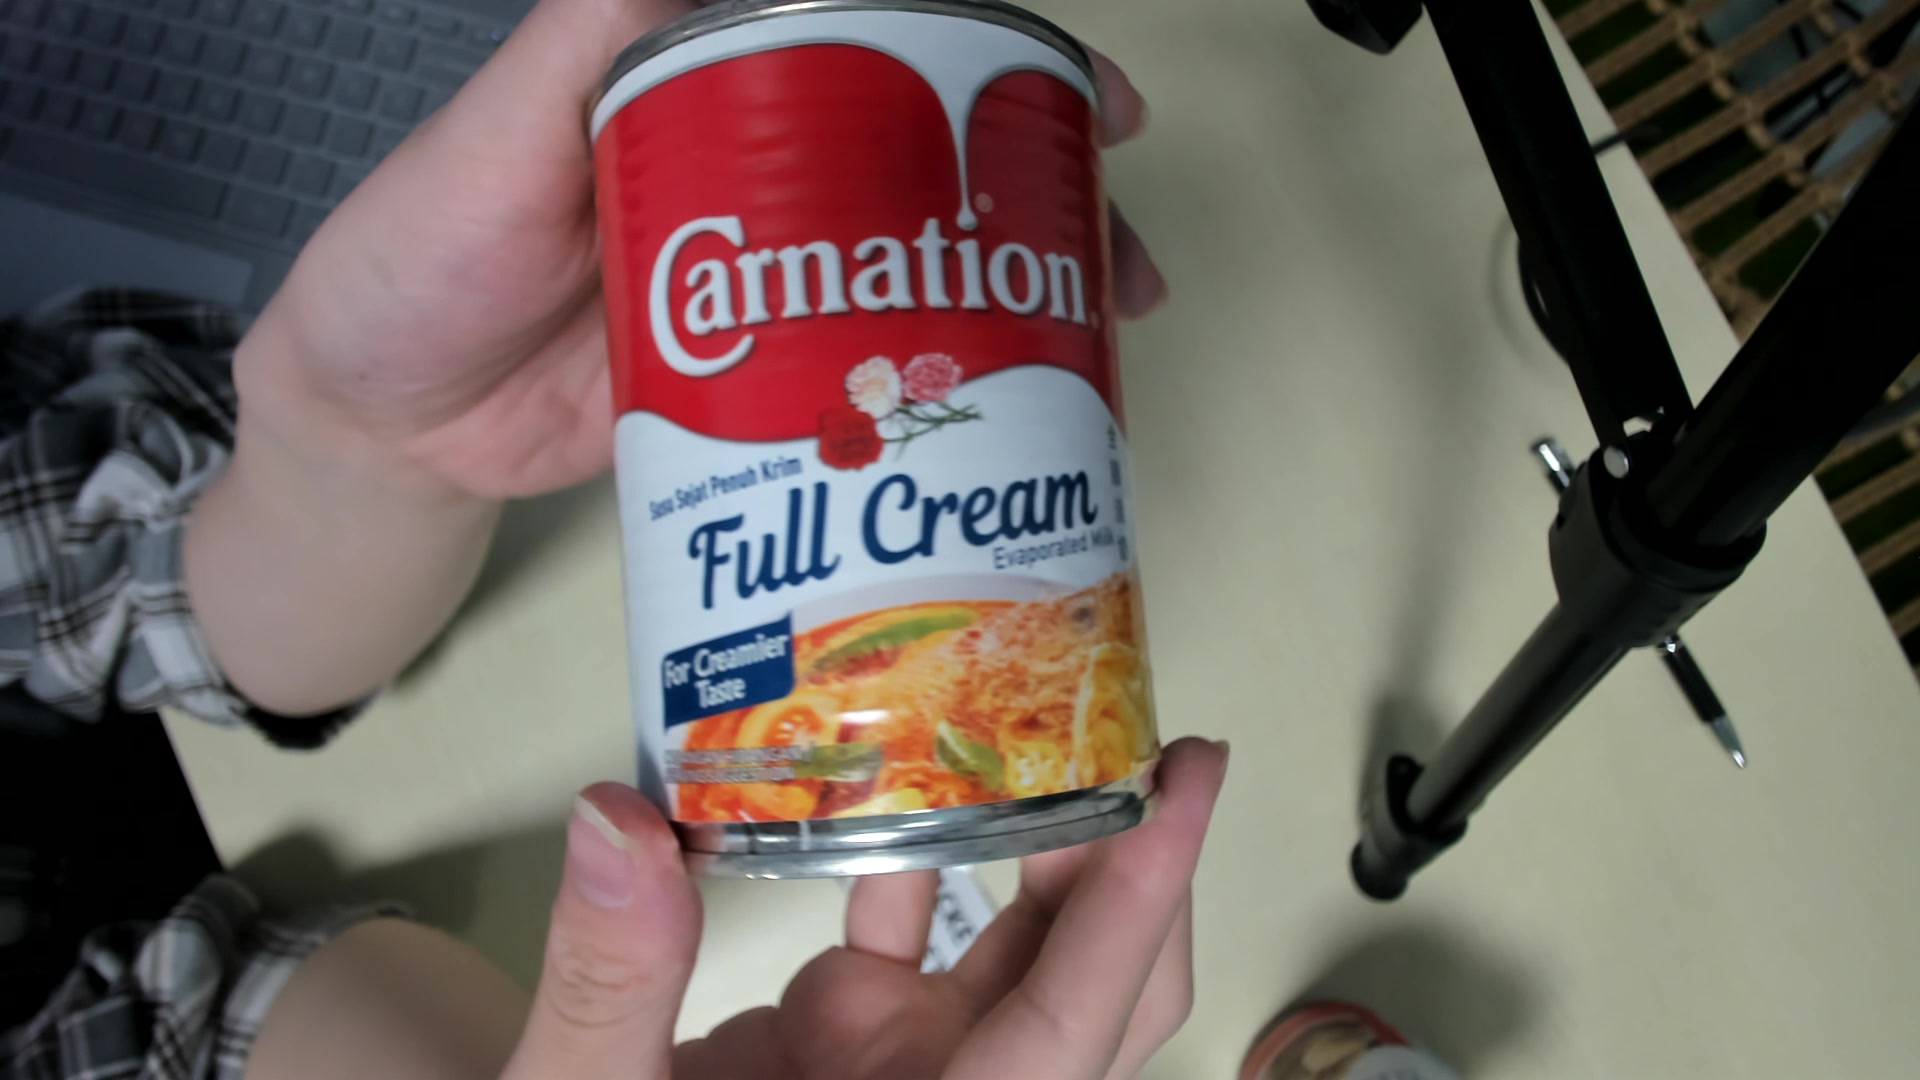 Carnation
Susu Sejat Penuh Krim
Full Cream
Evaporated Milk
For Creamier
Taste